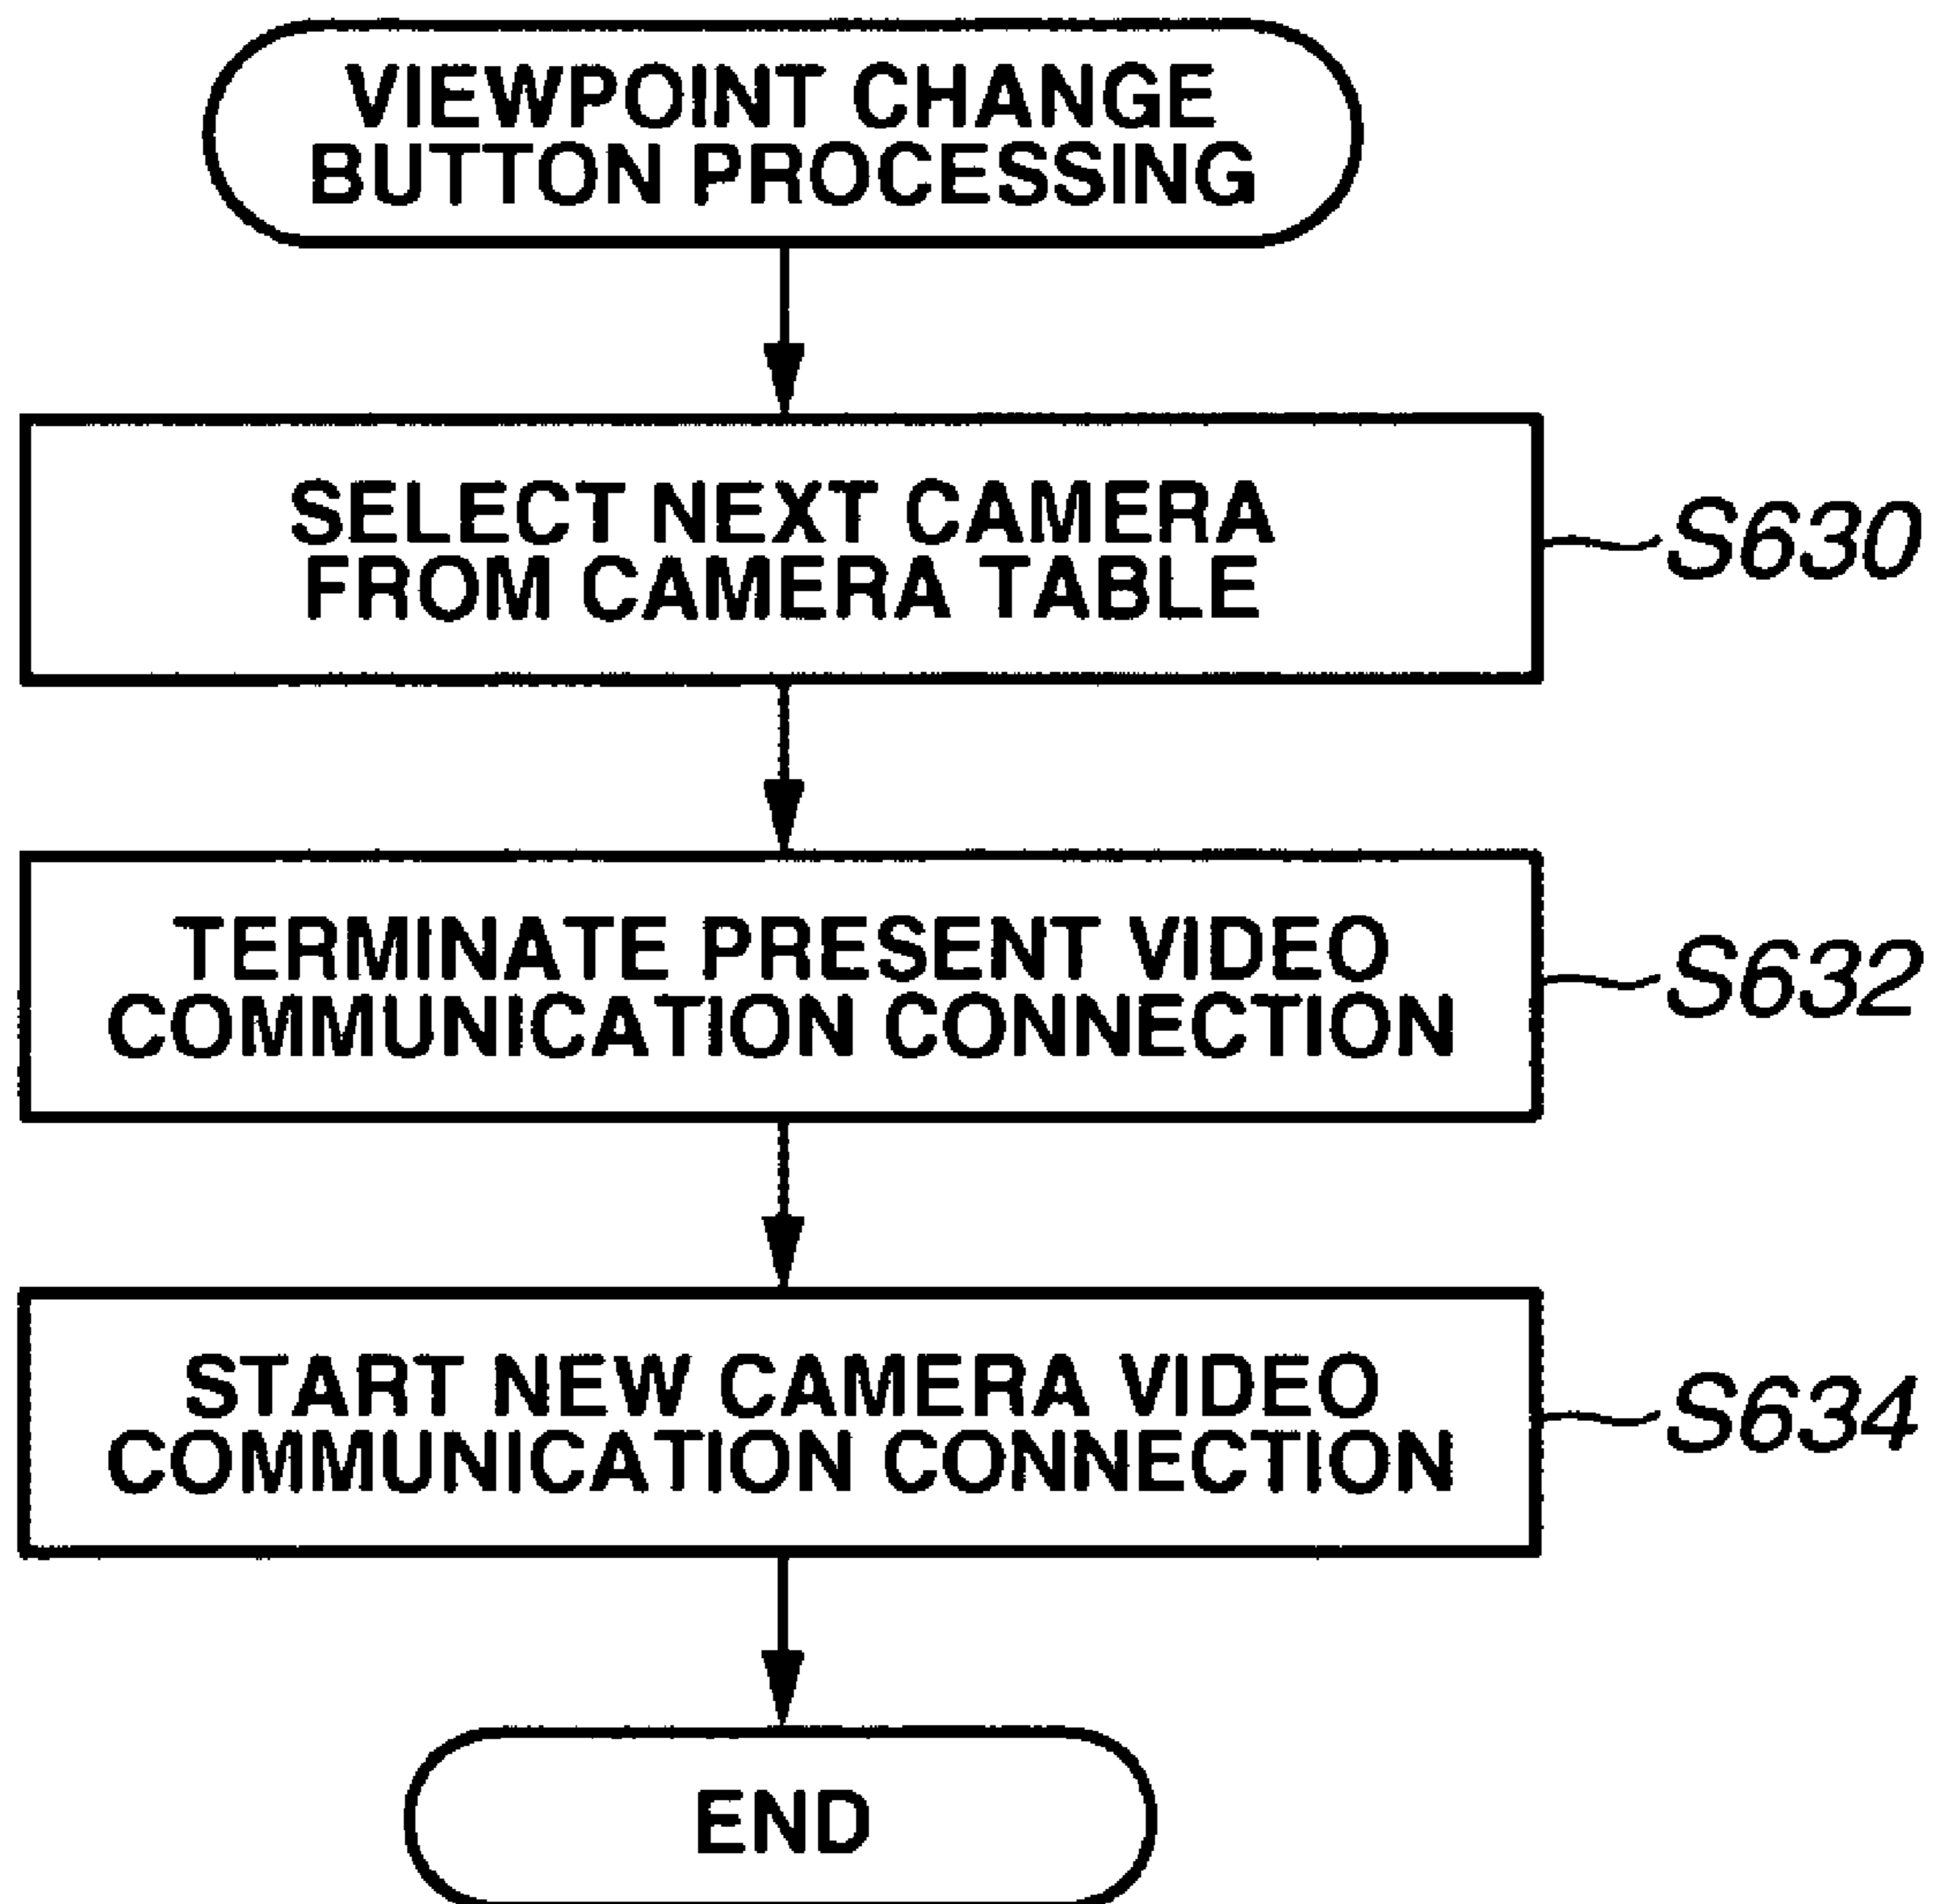 VIEWPOINT CHANGE
BUTTON PROCESSING
SELECT NEXT CAMERA
FROM CAMERA TABLE
S630
TERMINATE PRESENT VIDEO
COMMUNICATION CONNECTION
S632
START NEW CAMERA VIDEO
COMMUNICATION CONNECTION
S634
END